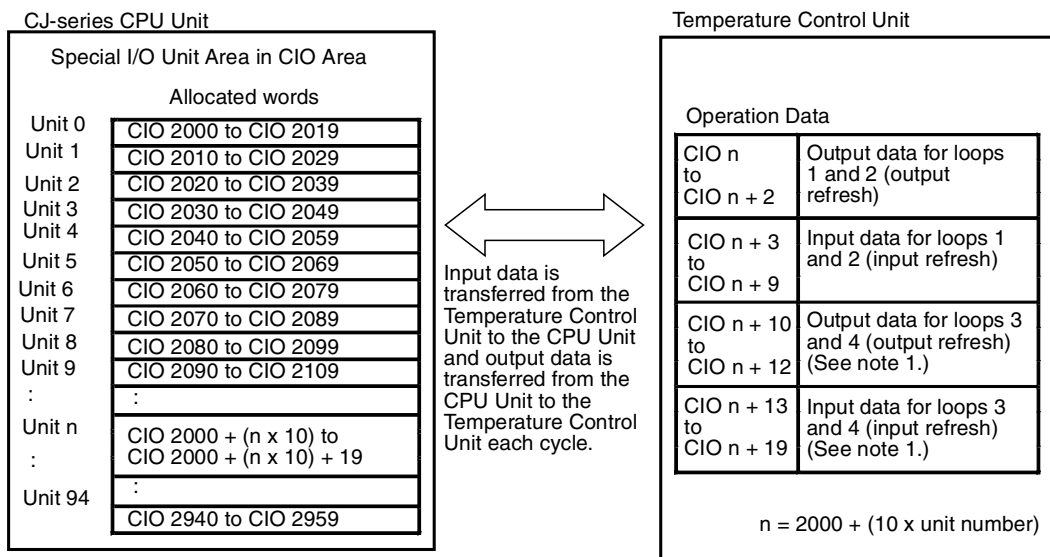 CJ-series CPU Unit
Special I/O Unit Area in CIO Area
Allocated words
Unit 0
CIO 2000 to CIO 2019
Unit 1
CIO 2010 to CIO 2029
Unit 2
CIO 2020 to CIO 2039
Unit 3
CIO 2030 to CIO 2049
Unit 4
CIO 2040 to CIO 2059
Unit 5
CIO 2050 to CIO 2069
Unit 6
CIO 2060 to CIO 2079
Unit 7
CIO 2070 to CIO 2089
Unit 8
CIO 2080 to CIO 2099
Unit 9
CIO 2090 to CIO 2109
:
:
Unit n
CIO 2000 + (n x 10) to
CIO 2000 + (n x 10) + 19
:
:
Unit 94
CIO 2940 to CIO 2959
Input data is
transferred from the
Temperature Control
Unit to the CPU Unit
and output data is
transferred from the
CPU Unit to the
Temperature Control
Unit each cycle.
Temperature Control Unit
Operation Data
CIO n
to
CIO n + 2
Output data for loops
1 and 2 (output
refresh)
CIO n + 3
to
CIO n + 9
Input data for loops 1
and 2 (input refresh)
CIO n + 10
to
CIO n + 12
Output data for loops 3
and 4 (output refresh)
(See note 1.)
CIO n + 13
to
CIO n + 19
Input data for loops 3
and 4 (input refresh)
(See note 1.)
n = 2000 + (10 x unit number)